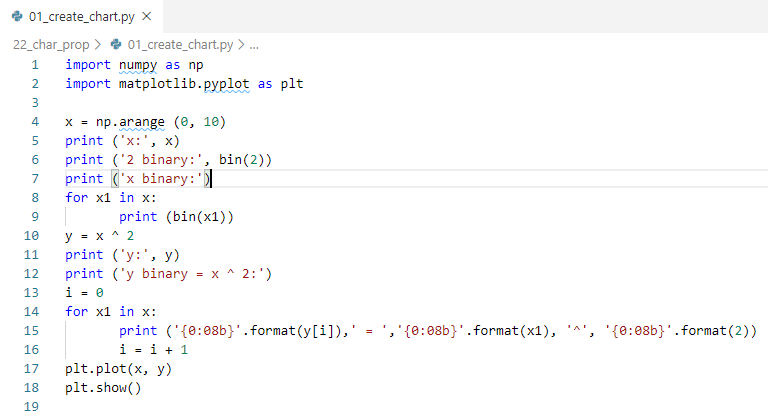 01_create_chart.py ×
22_char_prop > 01_create_chart.py > ...
1 import numpy as np
2 import matplotlib.pyplot as plt
3
4 x = np.arange (0, 10)
5 print ('x:', x)
6 print ('2 binary:', bin(2))
7 print ('x binary:')
8 for x1 in x:
9 print (bin(x1))
10 y = x ^ 2
11 print ('y:', y)
12 print ('y binary = x ^ 2:')
13 i = 0
14 for x1 in x:
15 print ('{0:08b}'.format(y[i]),' = ','{0:08b}'.format(x1), '^', '{0:08b}'.format(2))
16 i = i + 1
17 plt.plot(x, y)
18 plt.show()
19